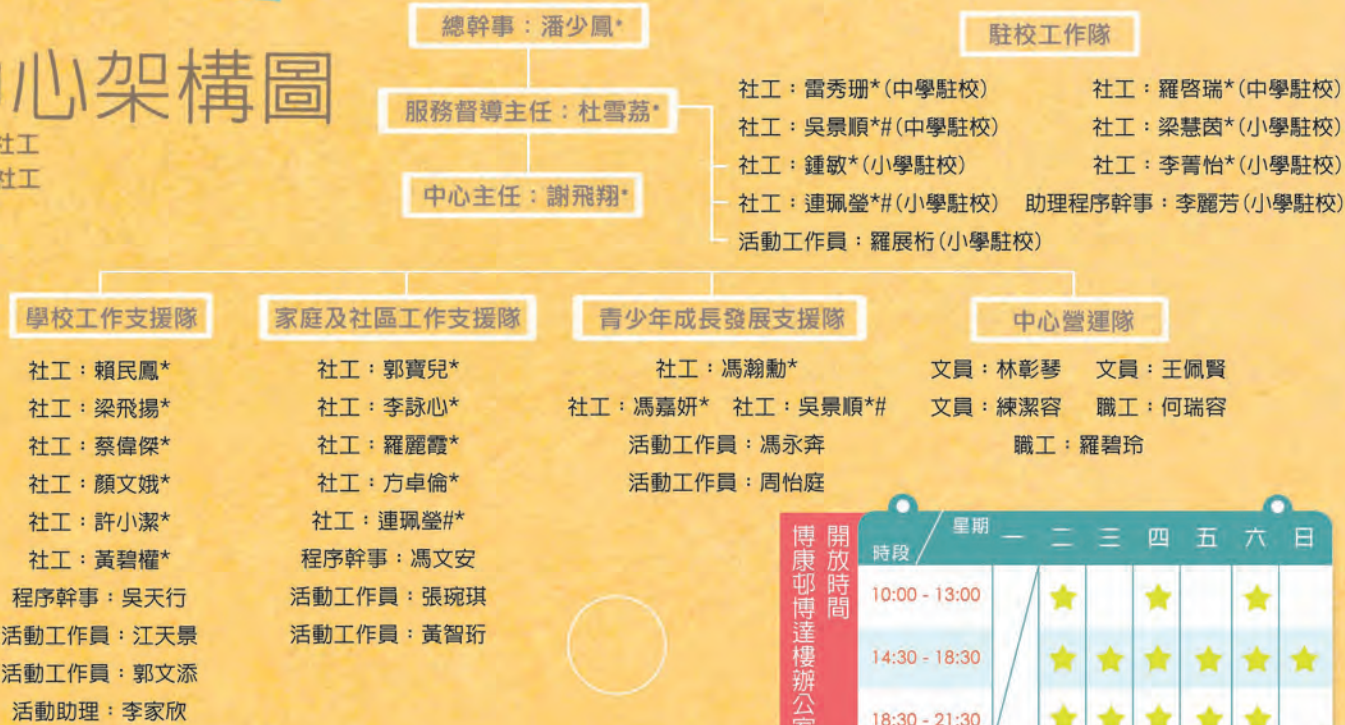 心架構圖
社工
社工
總幹事：潘少鳳*
服務督導主任：杜雪荔*
中心主任：謝飛翔*
駐校工作隊
社工：雷秀珊*(中學駐校) 社工：羅啓瑞*(中學駐校)
社工：吳景順*#(中學駐校) 社工：梁慧茵*(小學駐校)
社工：鍾敏*(小學駐校) 社工：李菁怡*(小學駐校)
社工：連珮瑩*#(小學駐校) 助理程序幹事：李麗芳(小學駐校)
活動工作員：羅展桁(小學駐校)
學校工作支援隊
社工：賴民鳳*
社工：梁飛揚*
社工：蔡偉傑*
社工：顏文娥*
社工：許小潔*
社工：黃碧權*
程序幹事：吳天行
活動工作員：江天景
活動工作員：郭文添
活動助理：李家欣
家庭及社區工作支援隊
社工：郭寶兒*
社工：李詠心*
社工：羅麗霞*
社工：方卓倫*
社工：連珮瑩#*
程序幹事：馮文安
活動工作員：張琬琪
活動工作員：黃智珩
青少年成長發展支援隊
社工：馮瀚勳*
社工：馮嘉妍* 社工：吳景順*#
活動工作員：馮永奔
活動工作員：周怡庭
中心營運隊
文員：林彰琴 文員：王佩賢
文員：練潔容 職工：何瑞容
職工：羅碧玲
開放時間
博康邨博達樓辦公室
星期 一 二 三 四 五 六 日
時段
10:00 - 13:00
14:30 - 18:30
18:30 - 21:30